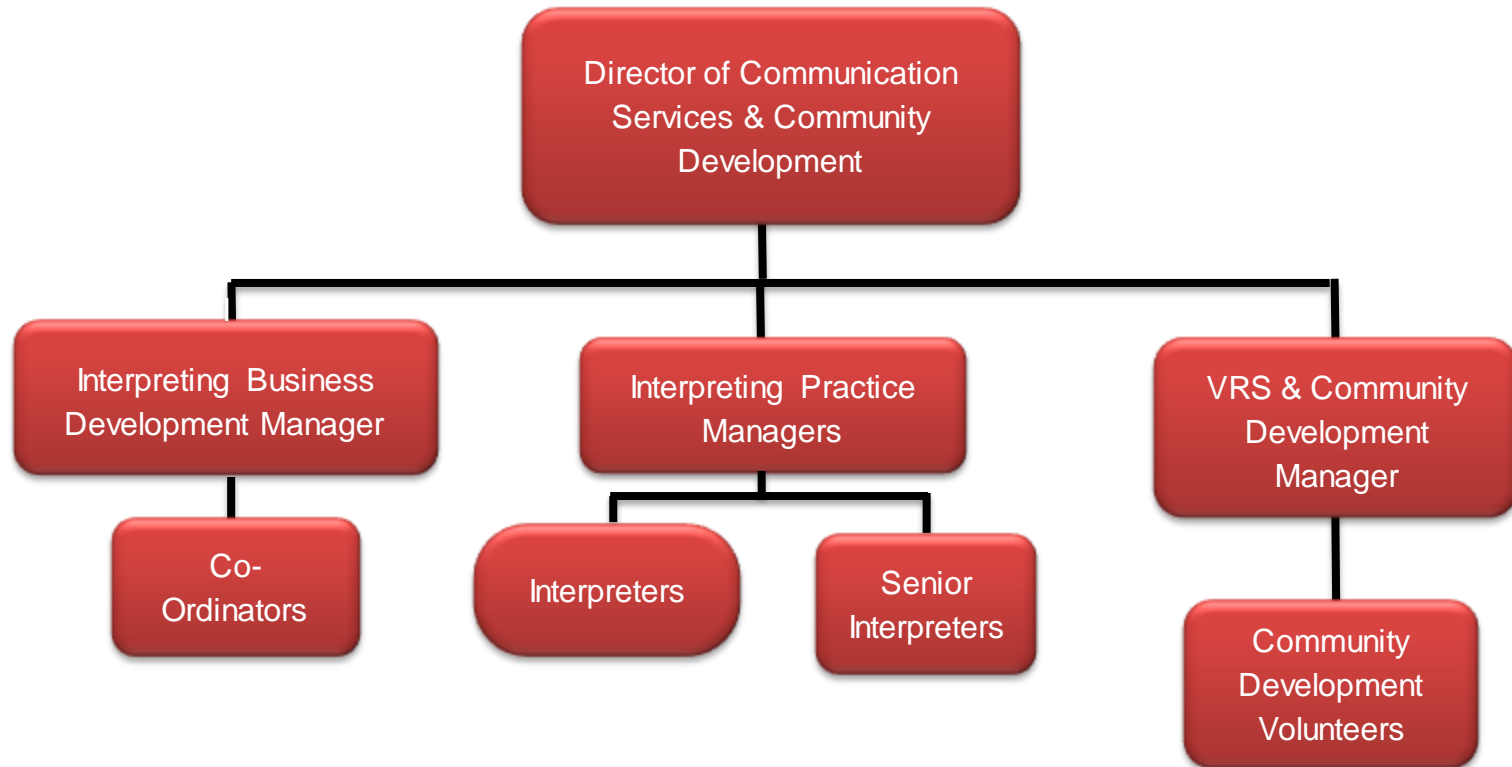 Director of Communication
Services & Community
Development
Interpreting Business
Development Manager
Interpreting Practice
Managers
VRS & Community
Development
Manager
Co-
Ordinators
Interpreters
Senior
Interpreters
Community
Development
Volunteers